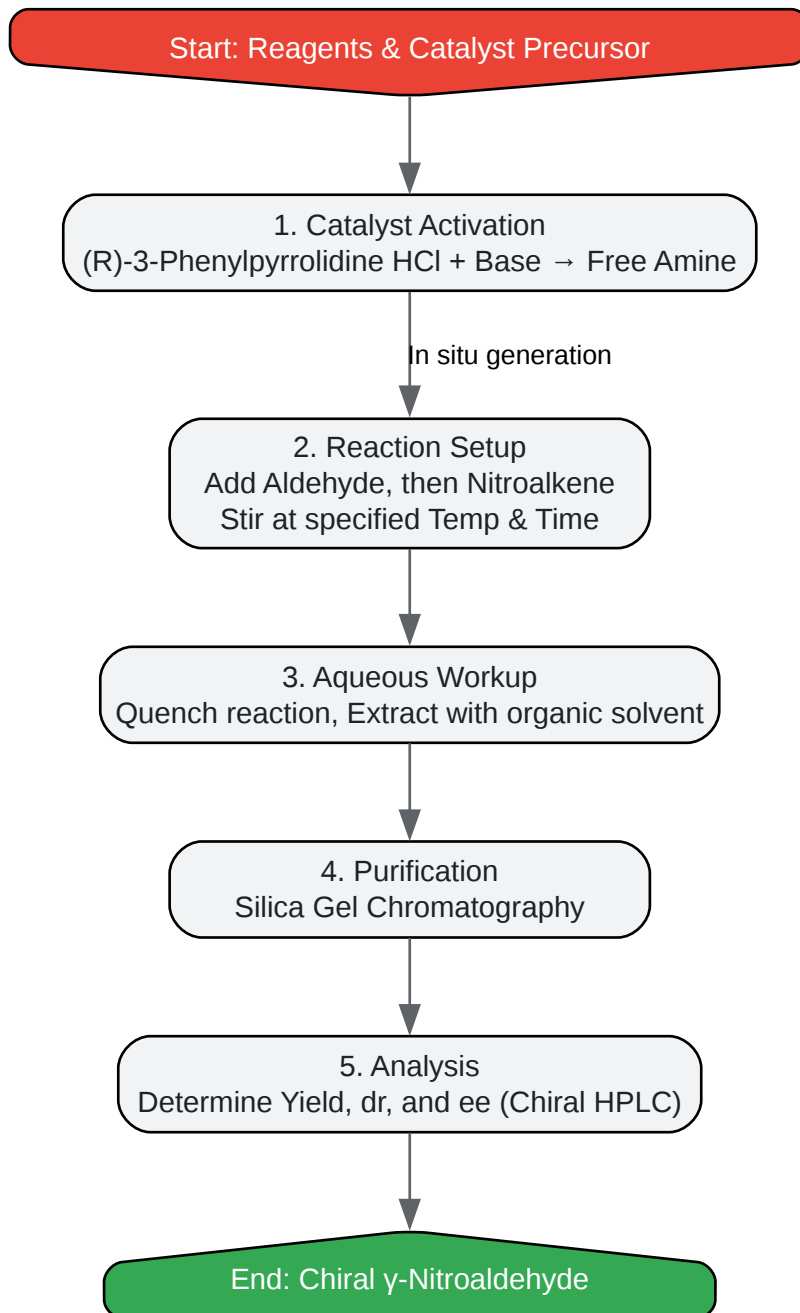 Start: Reagents & Catalyst Precursor
1. Catalyst Activation
(R)-3-Phenylpyrrolidine HCl + Base → Free Amine
In situ generation
2. Reaction Setup
Add Aldehyde, then Nitroalkene
Stir at specified Temp & Time
3. Aqueous Workup
Quench reaction, Extract with organic solvent
4. Purification
Silica Gel Chromatography
5. Analysis
Determine Yield, dr, and ee (Chiral HPLC)
End: Chiral γ-Nitroaldehyde